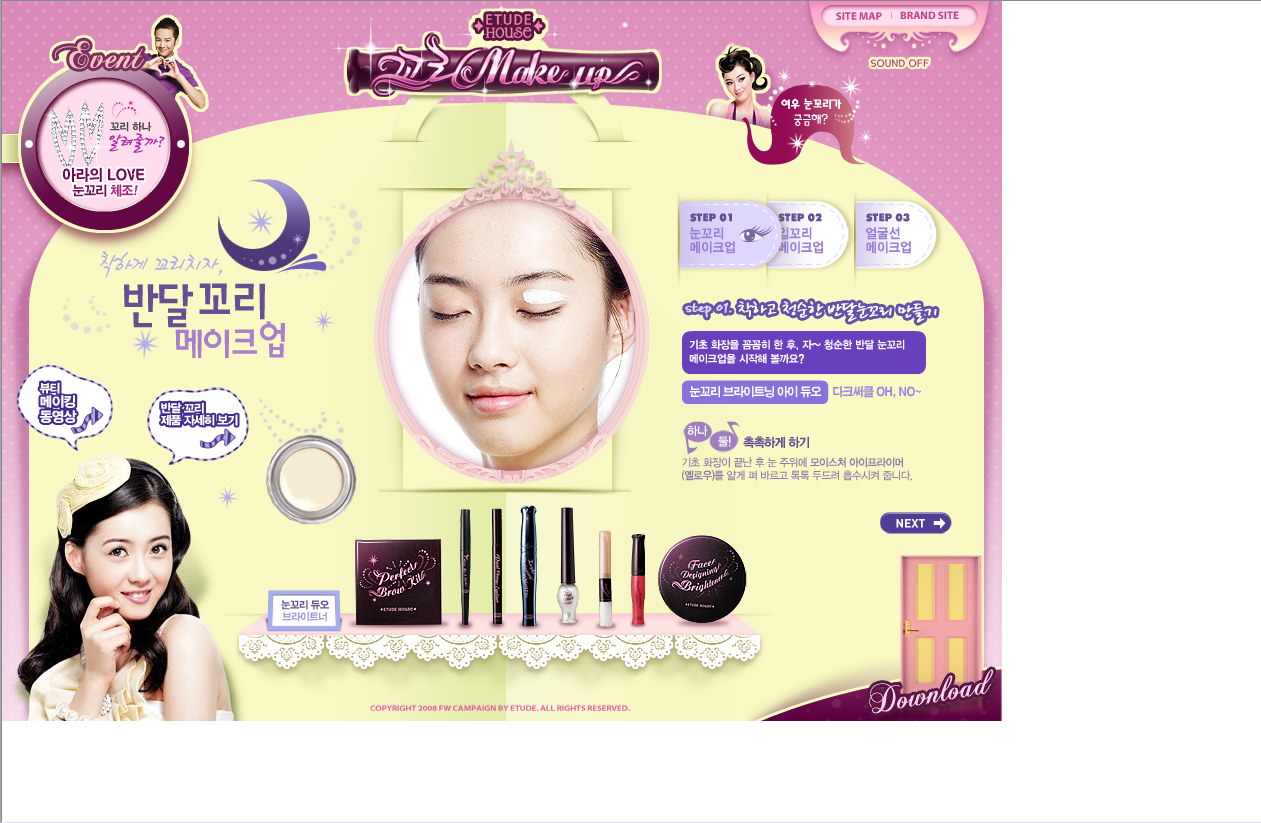 ETUDE
HOUSE
꼬리 Make up
SITE MAP | BRAND SITE
SOUND OFF
Event
꼬리 하나
알려줄까?
아라의 LOVE
눈꼬리 체조!
여우 눈꼬리가
궁금해?
착하게 꼬리치자,
반달 꼬리
메이크업
STEP 01
눈꼬리
메이크업
STEP 02
입꼬리
메이크업
STEP 03
얼굴선
메이크업
step 01. 착하고 청순한 반달눈꼬리 만들기
기초 화장을 꼼꼼히 한 후, 자~ 청순한 반달 눈꼬리
메이크업을 시작해 볼까요?
눈꼬리 브라이트닝 아이 듀오 다크써클 OH, NO~
하나 둘! 촉촉하게 하기
기초 화장이 끝난 후 눈 주위에 모이스처 아이프라이머
(옐로우)를 얇게 펴 바르고 톡톡 두드려 흡수시켜 줍니다.
NEXT
뷰티
메이킹
동영상
반달 꼬리
제품 자세히 보기
눈꼬리 듀오
브라이트너
Perfect
Brow Kit
ETUDE HOUSE
Face
Designing
Brightener
ETUDE HOUSE
Download
COPYRIGHT 2008 FW CAMPAIGN BY ETUDE. ALL RIGHTS RESERVED.